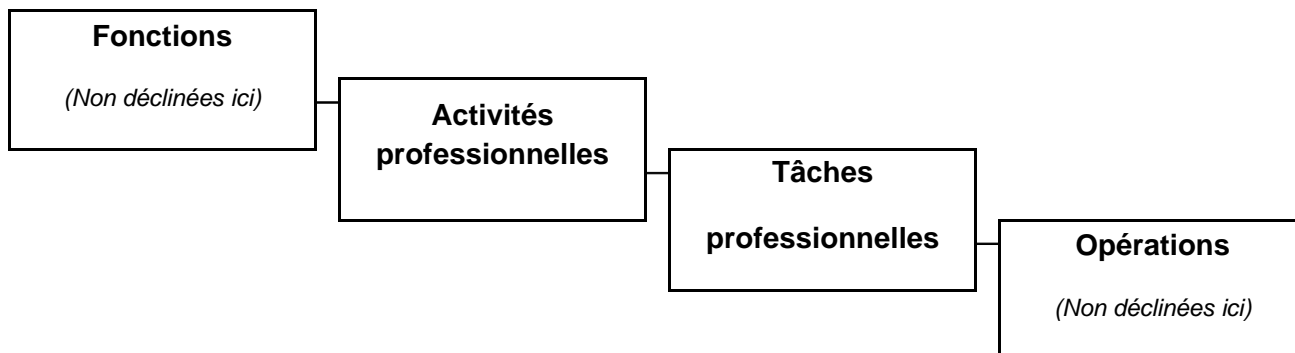 Fonctions
(Non déclinées ici)
Activités
professionnelles
Tâches
professionnelles
Opérations
(Non déclinées ici)